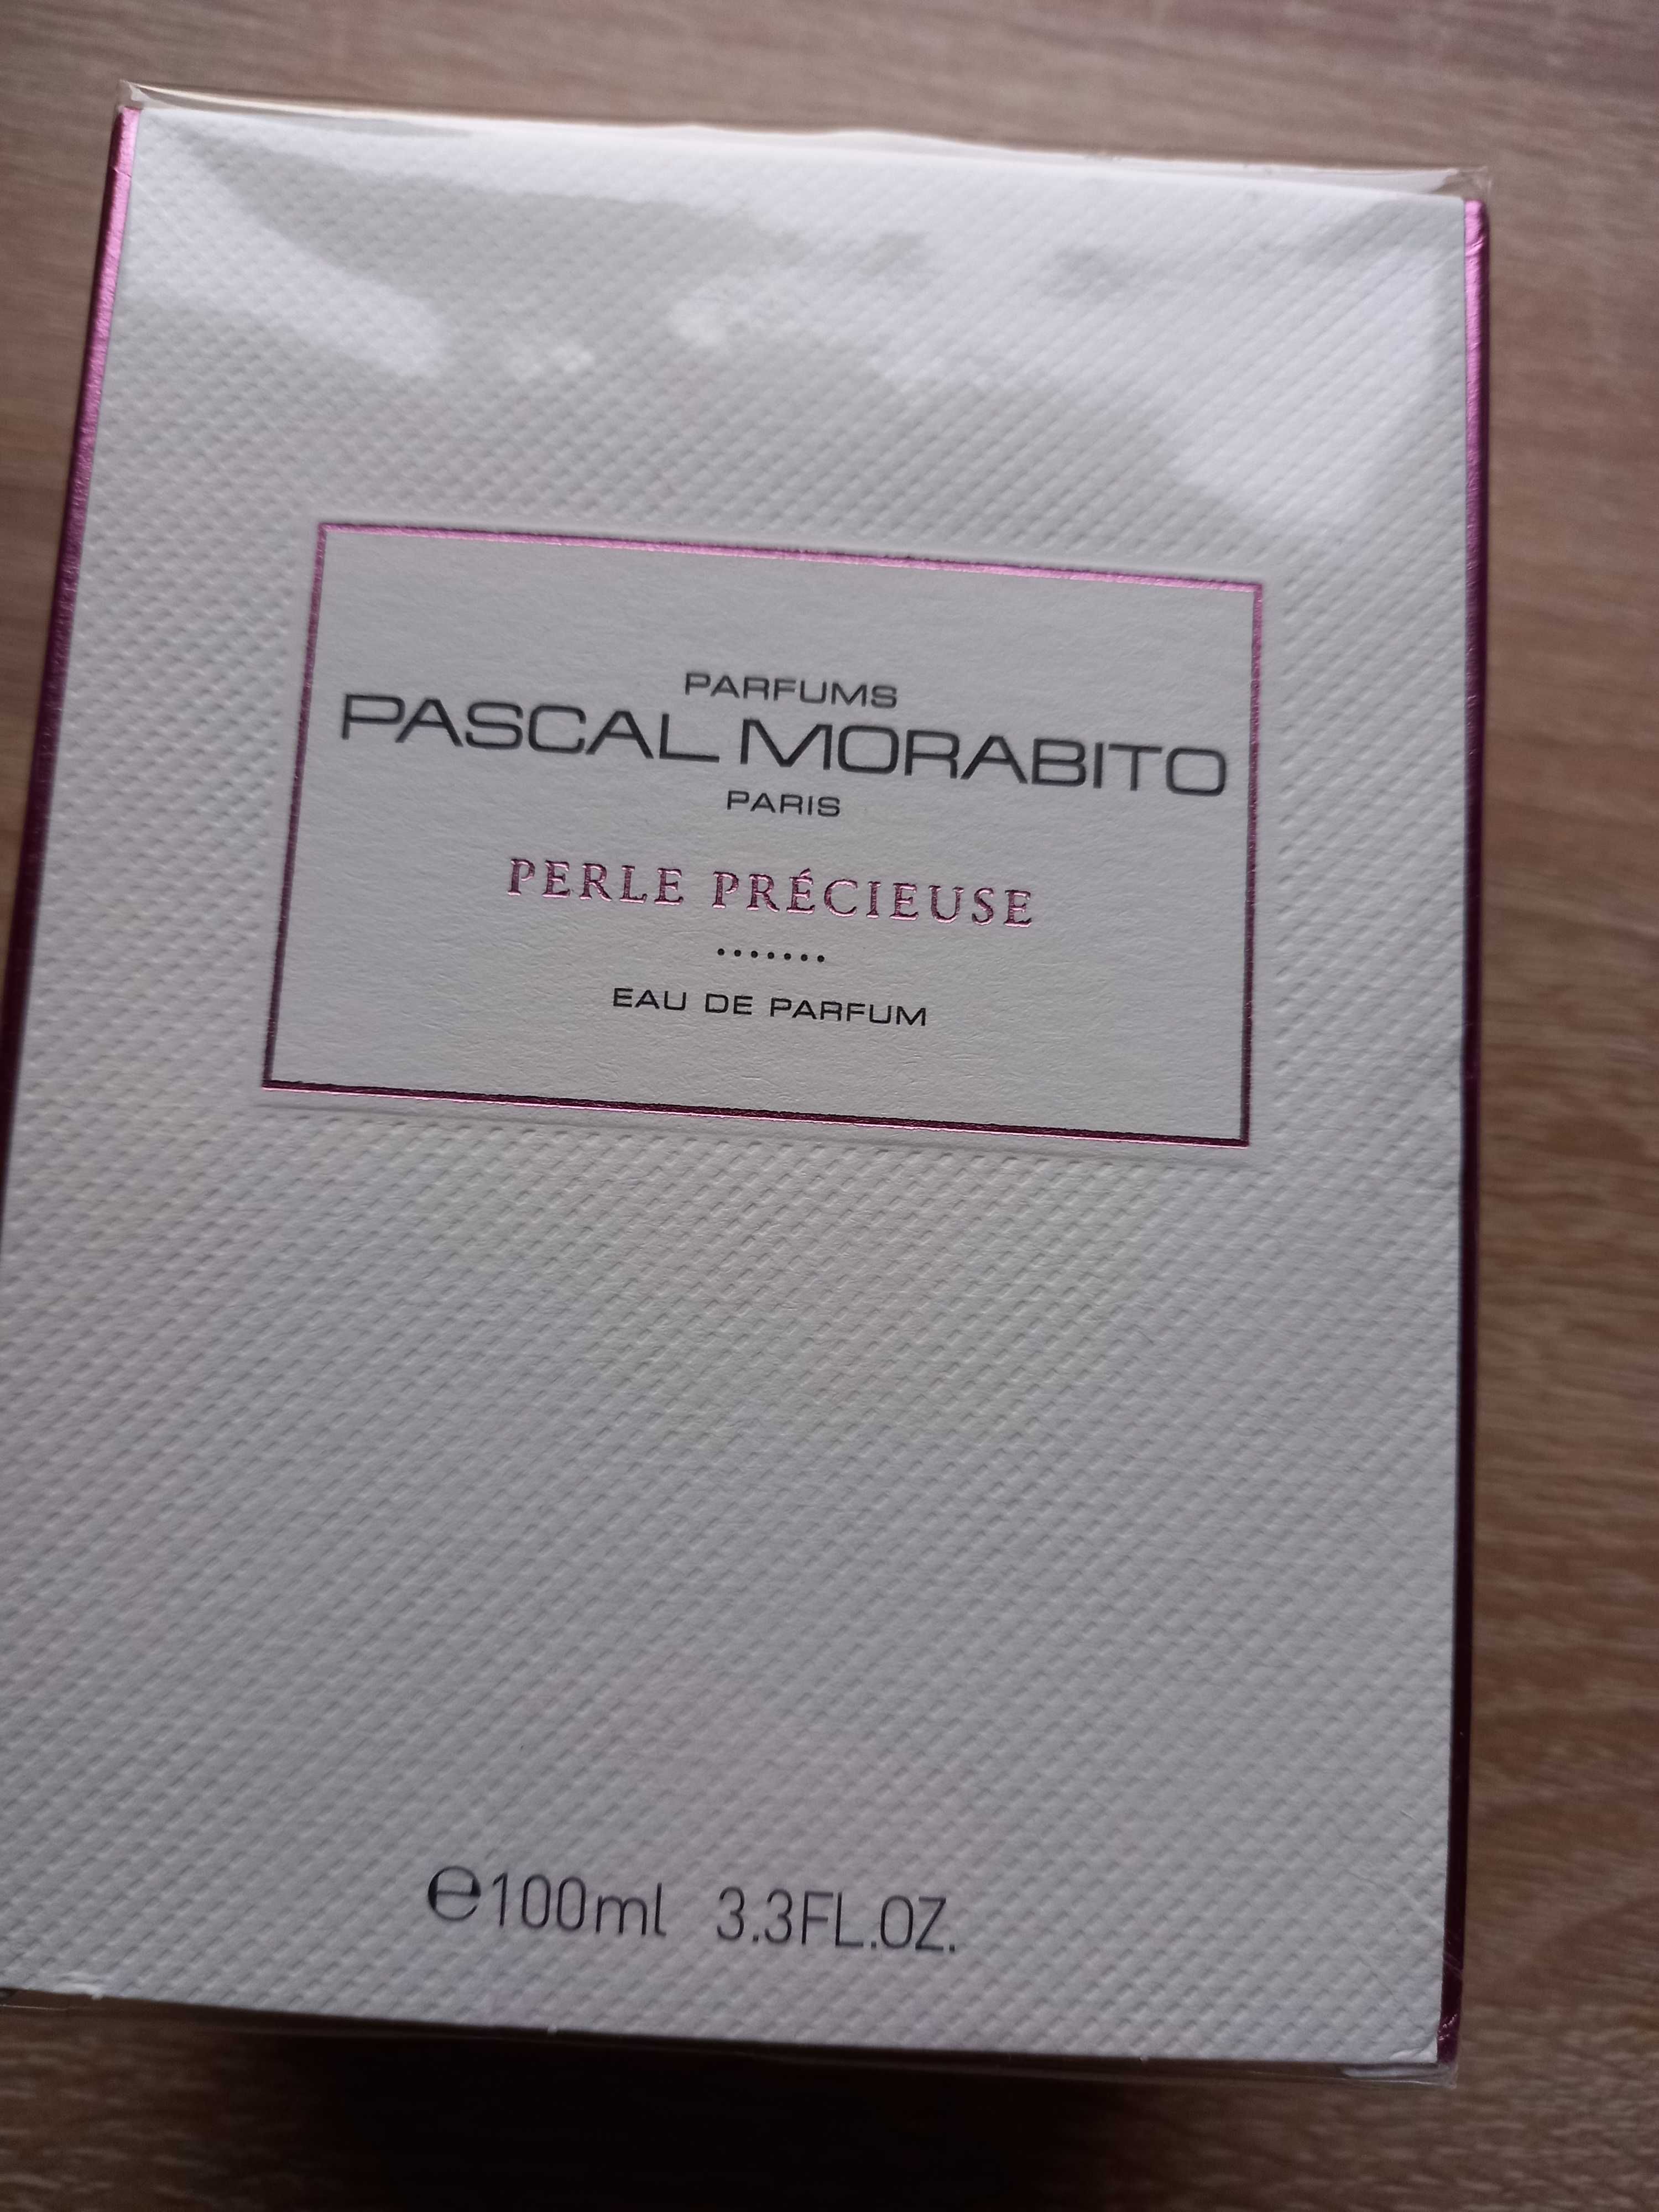 PARFUMS
PASCAL MORABITO
PARIS
PERLE PRÉCIEUSE
.......
EAU DE PARFUM
℮100ml 3.3FL.OZ.